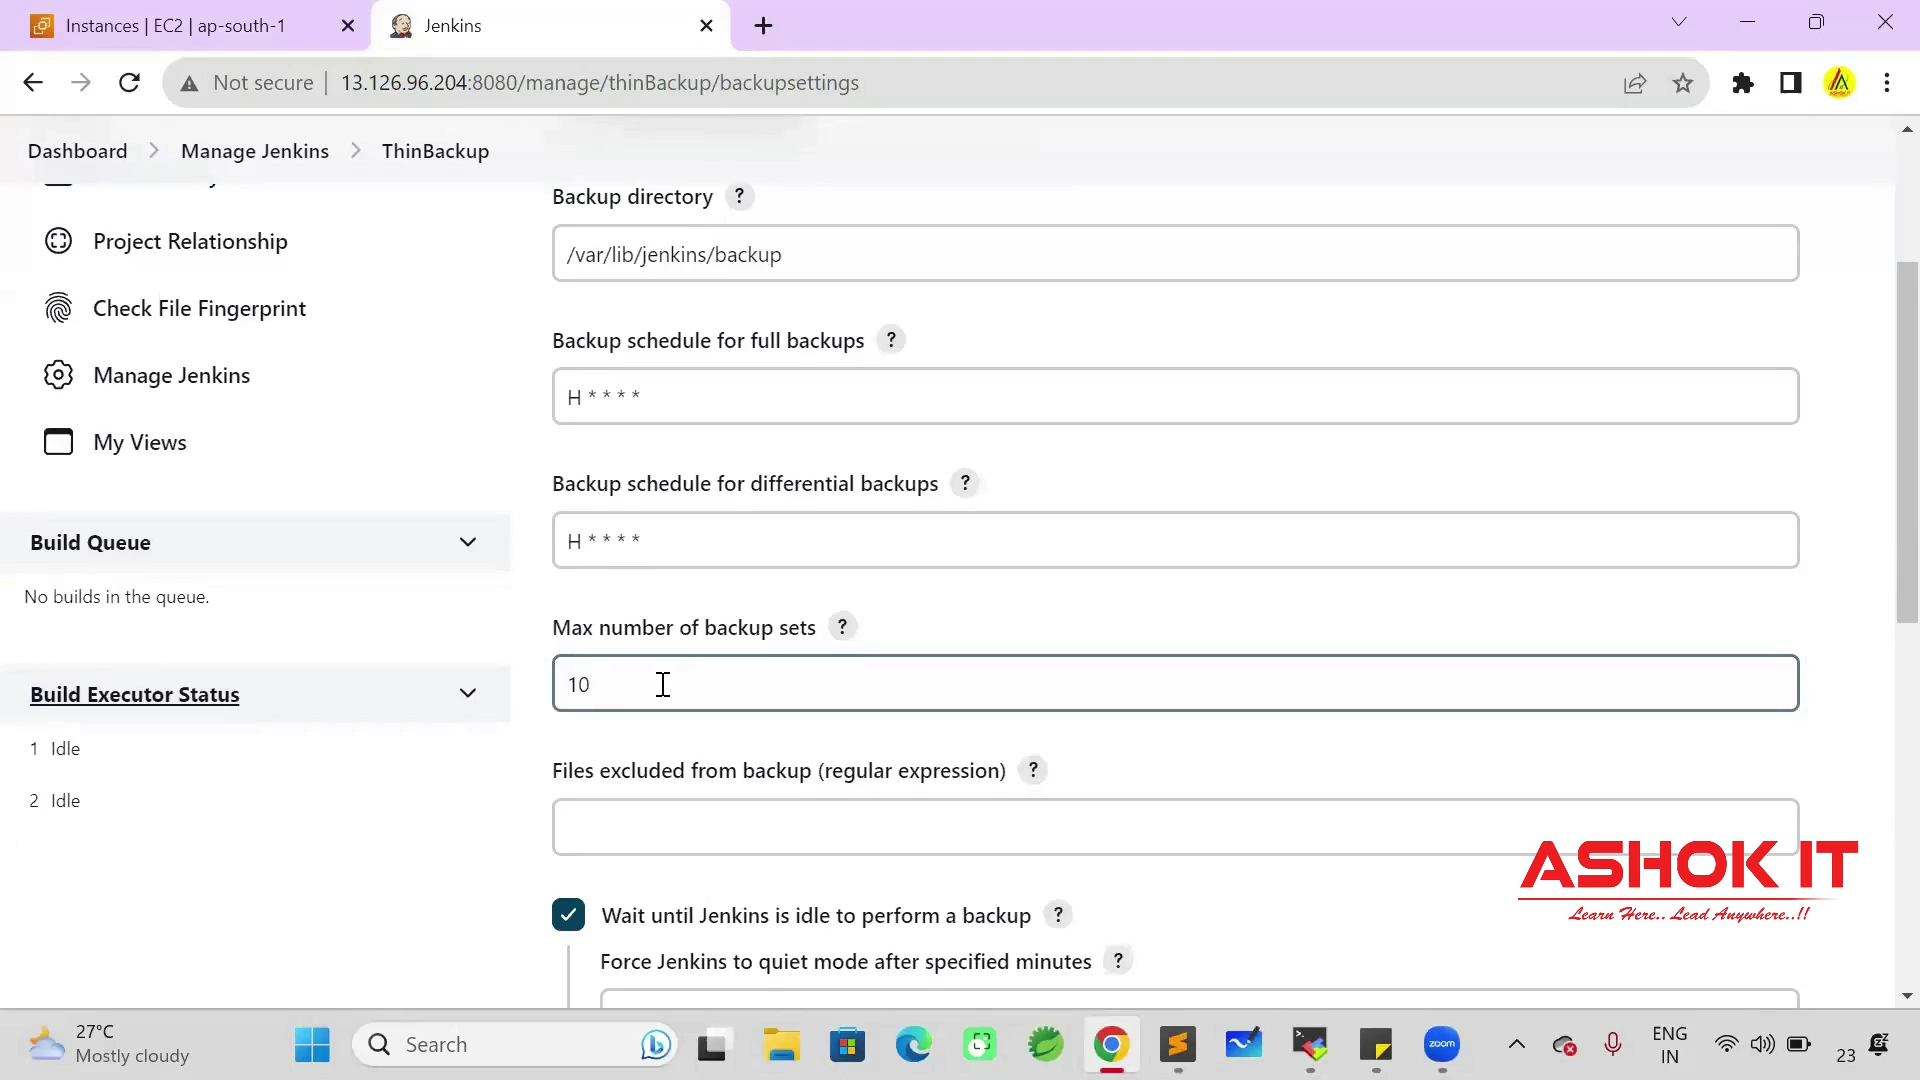 Instances | EC2 | ap-south-1
Jenkins
Not secure
13.126.96.204:8080/manage/thinBackup/backupsettings
Dashboard
Manage Jenkins
ThinBackup
Project Relationship
Check File Fingerprint
Manage Jenkins
My Views
Build Queue
No builds in the queue.
Build Executor Status
1 Idle
2 Idle
Backup directory ?
/var/lib/jenkins/backup
Backup schedule for full backups ?
H * * * *
Backup schedule for differential backups ?
H * * * *
Max number of backup sets ?
10
Files excluded from backup (regular expression) ?
Wait until Jenkins is idle to perform a backup ?
Force Jenkins to quiet mode after specified minutes ?
ASHOK IT
Learn Here.. Lead Anywhere..!!
27°C
Mostly cloudy
Search
zoom
ENG
IN
23